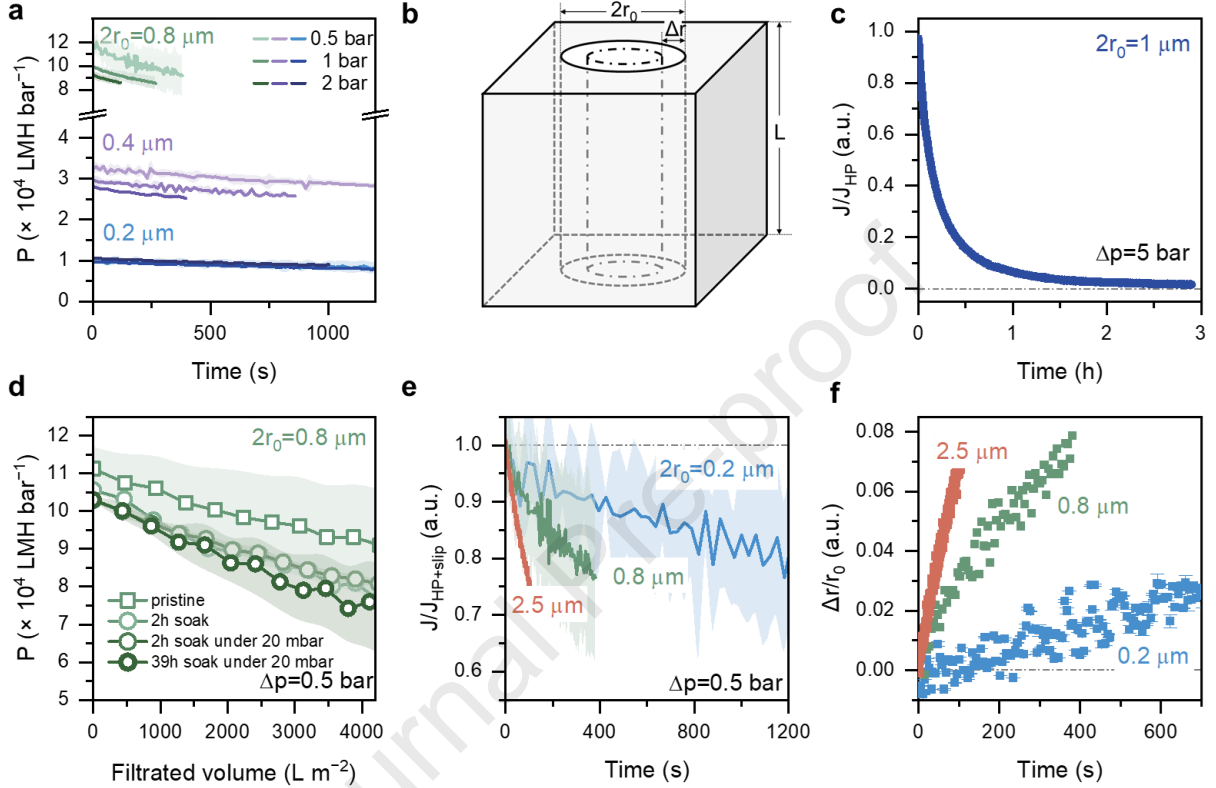 a
2r₀=0.8 μm
0.5 bar
1 bar
2 bar
0.4 μm
0.2 μm
P (× 10⁴ LMH bar⁻¹)
12
10
8
4
3
2
1
0
0 500 1000
Time (s)
b
2r₀
Δr
L
c
2r₀=1 μm
J/J_HP (a.u.)
1.0
0.8
0.6
0.4
0.2
0.0
Δp=5 bar
0 1 2 3
Time (h)
d
2r₀=0.8 μm
P (× 10⁴ LMH bar⁻¹)
12
11
10
9
8
7
6
5
pristine
2h soak
2h soak under 20 mbar
39h soak under 20 mbar
Δp=0.5 bar
0 1000 2000 3000 4000
Filtrated volume (L m⁻²)
e
2r₀=0.2 μm
J/J_HP+slip (a.u.)
1.0
0.9
0.8
0.7
0.6
0.8 μm
2.5 μm
Δp=0.5 bar
0 400 800 1200
Time (s)
f
2.5 μm
0.8 μm
0.2 μm
Δr/r₀ (a.u.)
0.08
0.06
0.04
0.02
0.00
0 200 400 600
Time (s)
urnal pre-proof